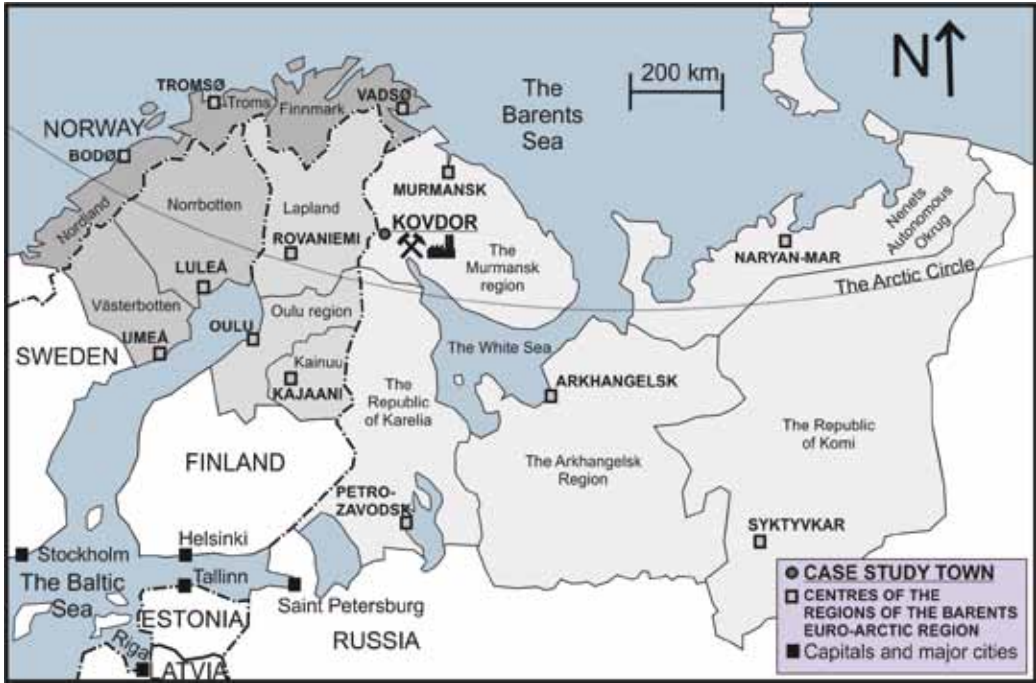 N
200 km
The
Barents
Sea
TROMSØ
Troms
Finnmark
VADSØ
NORWAY
BODØ
MURMANSK
Norrbotten
Lapland
Nordland
KOVDOR
ROVANIEMI
The
Murmansk
region
Nenets
Autonomous
Okrug
NARYAN-MAR
The Arctic Circle
LULEÅ
Västerbotten
Oulu region
OULU
UMEÅ
SWEDEN
Kainuu
KAJAANI
The White Sea
ARKHANGELSK
The
Republic
of Karelia
The Republic
of Komi
FINLAND
The Arkhangelsk
Region
PETRO-
ZAVODSK
SYKTYVKAR
Helsinki
Stockholm
Tallinn
The Baltic
Sea
Saint Petersburg
ESTONIA
RUSSIA
Riga
LATVIA
CASE STUDY TOWN
CENTRES OF THE
REGIONS OF THE BARENTS
EURO-ARCTIC REGION
Capitals and major cities